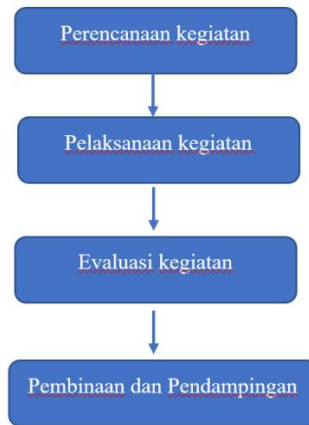 Perencanaan kegiatan
Pelaksanaan kegiatan
Evaluasi kegiatan
Pembinaan dan Pendampingan